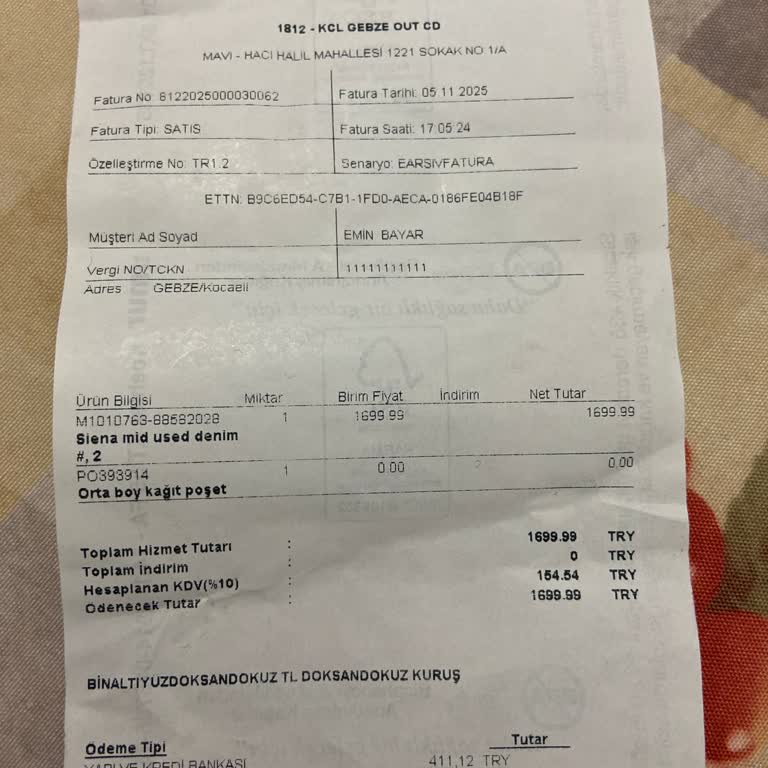 1812 - KCL GEBZE OUT CD
MAVI - HACI HALIL MAHALLESİ 1221 SOKAK NO:1/A
Fatura No: 8122025000030062 Fatura Tarihi: 05.11.2025
Fatura Tipi: SATIS Fatura Saati: 17:05:24
Özelleştirme No: TR1.2 Senaryo: EARSIVFATURA
ETTN: B9C6ED54-C7B1-1FD0-AECA-0186FE04B18F
Müşteri Ad Soyad EMIN BAYAR
Vergi NO/TCKN 11111111111
Adres GEBZE/Kocaeli
Ürün Bilgisi Miktar Birim Fiyat İndirim Net Tutar
M1010763-88582028 1 1699.99 1699.99
Siena mid used denim
#, 2
PO393914 1 0.00 0.00
Orta boy kağıt poşet
Toplam Hizmet Tutarı : 1699.99 TRY
Toplam İndirim : 0 TRY
Hesaplanan KDV(%10) : 154.54 TRY
Ödenecek Tutar : 1699.99 TRY
BİNALTIYÜZDOKSANDOKUZ TL DOKSANDOKUZ KURUŞ
Ödeme Tipi Tutar
YAPI VE KREDİ BANKASI 411,12 TRY